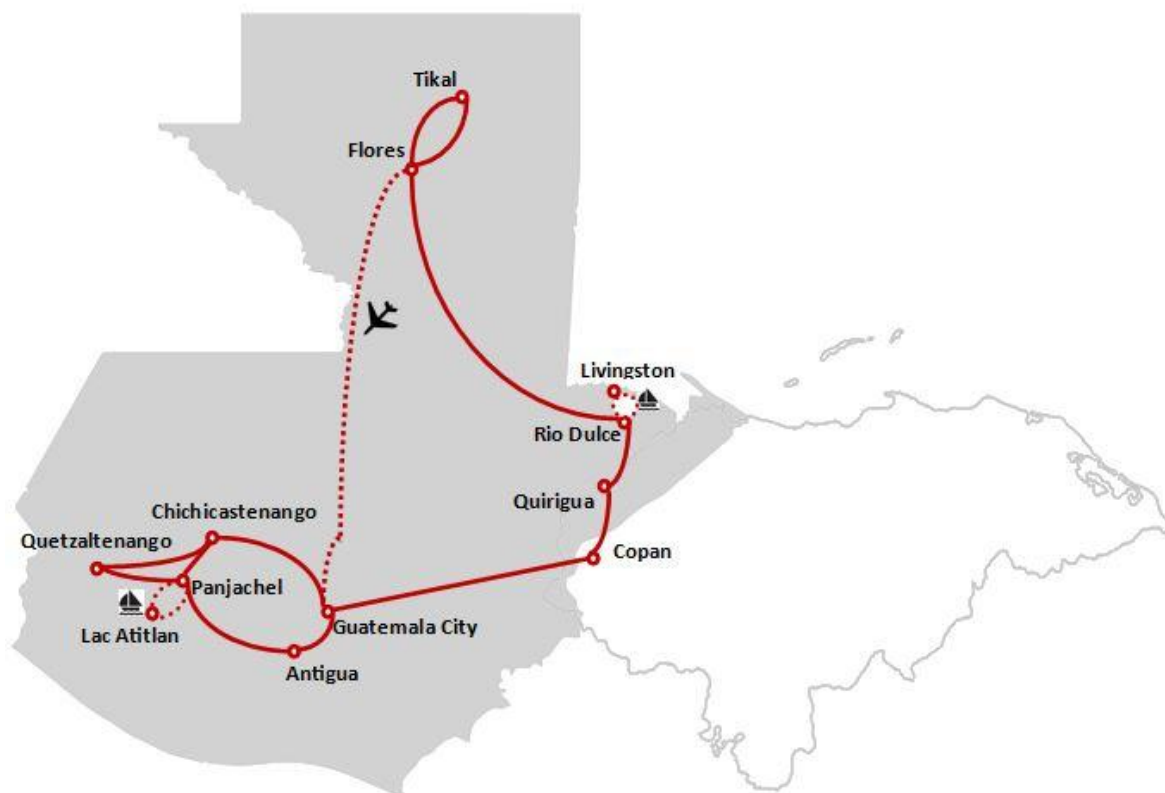 Tikal
Flores
Livingston
Rio Dulce
Quirigua
Chichicastenango
Quetzaltenango
Copan
Panjachel
Guatemala City
Lac Atitlan
Antigua